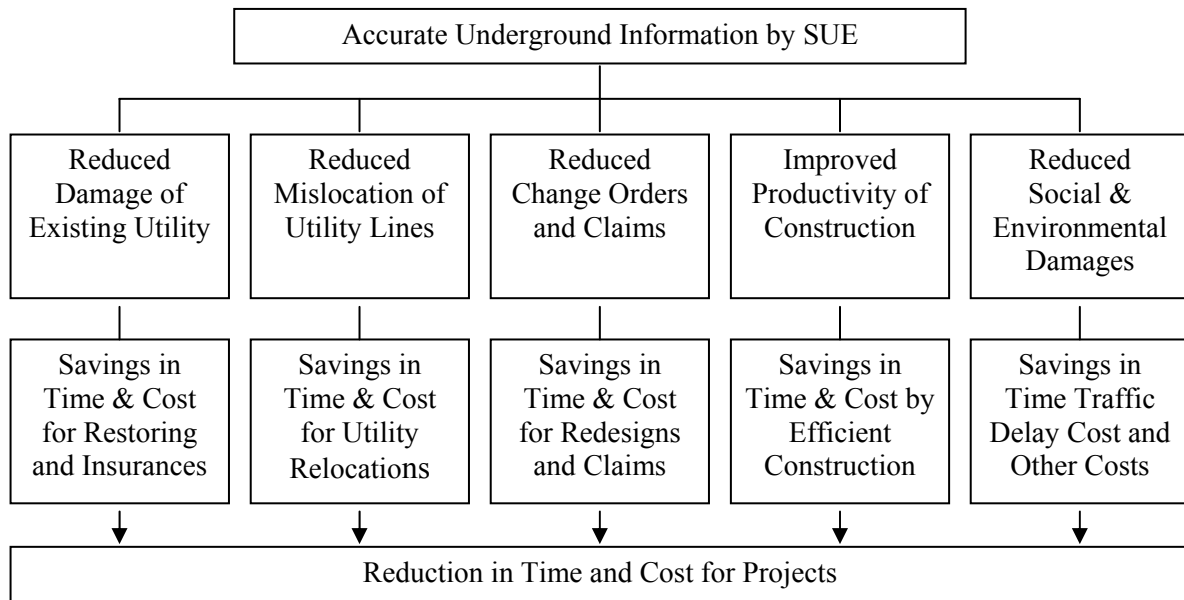 Accurate Underground Information by SUE
Reduced
Damage of
Existing Utility
Reduced
Mislocation of
Utility Lines
Reduced
Change Orders
and Claims
Improved
Productivity of
Construction
Reduced
Social &
Environmental
Damages
Savings in
Time & Cost
for Restoring
and Insurances
Savings in
Time & Cost
for Utility
Relocations
Savings in
Time & Cost
for Redesigns
and Claims
Savings in
Time & Cost by
Efficient
Construction
Savings in
Time Traffic
Delay Cost and
Other Costs
Reduction in Time and Cost for Projects